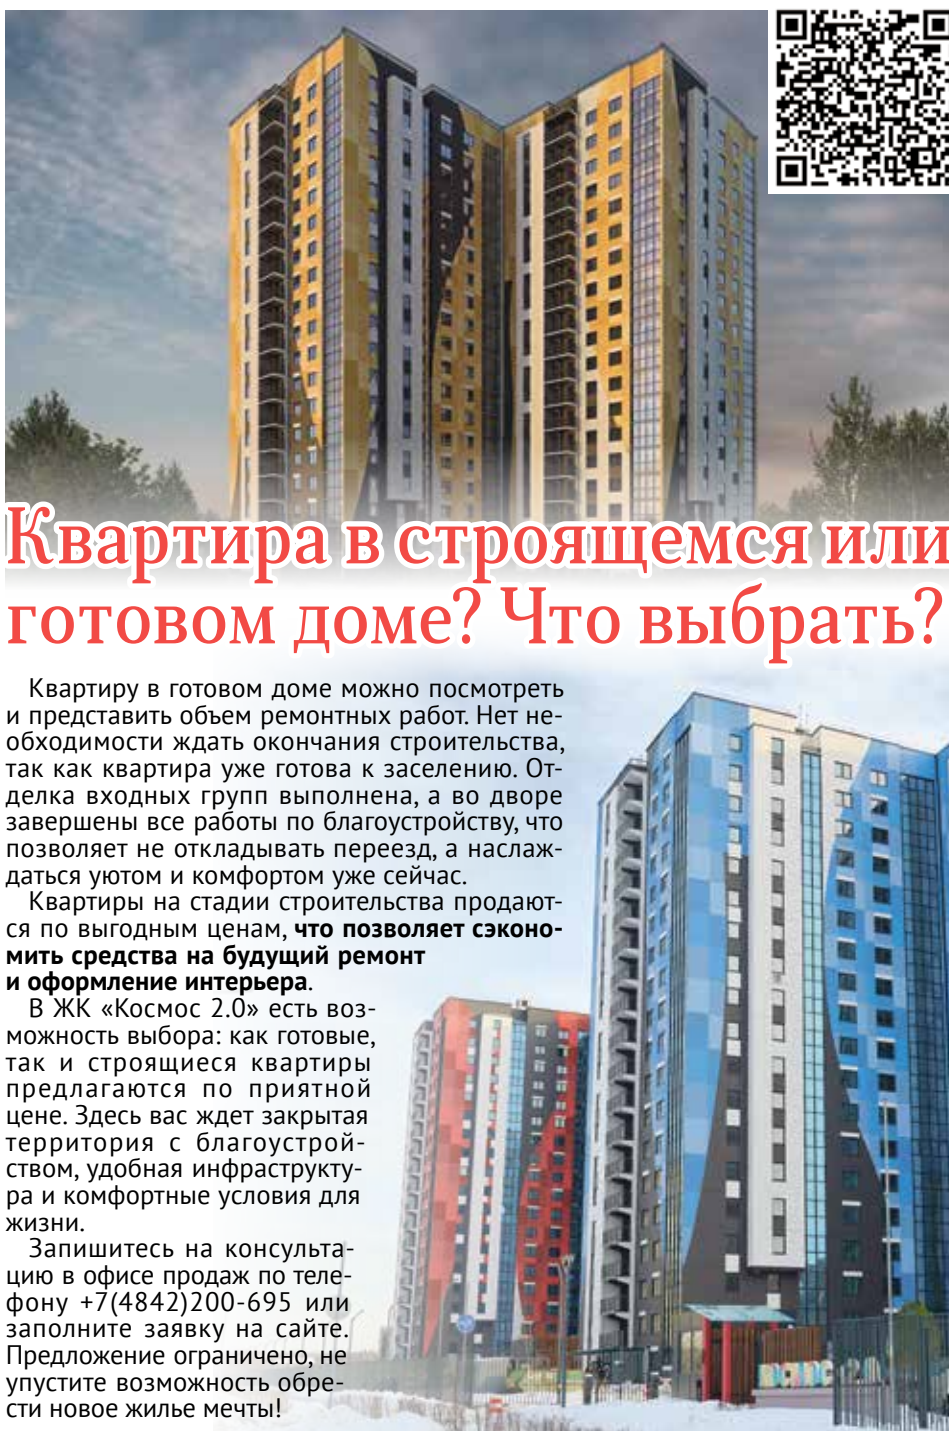 Квартира в строящемся или
готовом доме? Что выбрать?
Квартиру в готовом доме можно посмотреть
и представить объем ремонтных работ. Нет не-
обходимости ждать окончания строительства,
так как квартира уже готова к заселению. От-
делка входных групп выполнена, а во дворе
завершены все работы по благоустройству, что
позволяет не откладывать переезд, а наслаж-
даться уютом и комфортом уже сейчас.
Квартиры на стадии строительства продают-
ся по выгодным ценам, что позволяет сэконо-
мить средства на будущий ремонт
и оформление интерьера.
В ЖК «Космос 2.0» есть воз-
можность выбора: как готовые,
так и строящиеся квартиры
предлагаются по приятной
цене. Здесь вас ждет закрытая
территория с благоустрой-
ством, удобная инфраструкту-
ра и комфортные условия для
жизни.
Запишитесь на консульта-
цию в офисе продаж по теле-
фону +7(4842)200-695 или
заполните заявку на сайте.
Предложение ограничено, не
упустите возможность обре-
сти новое жилье мечты!